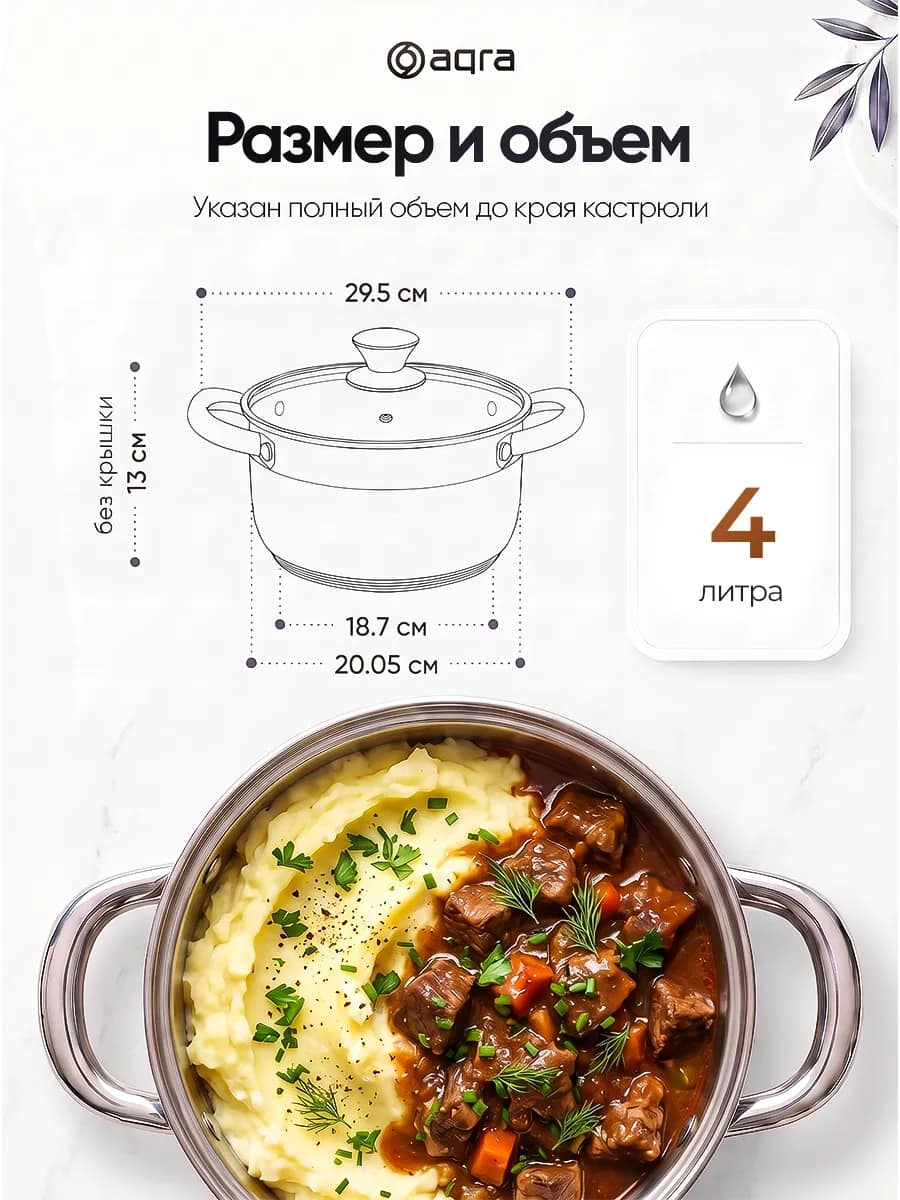 aqra
Размер и объем
Указан полный объем до края кастрюли
29.5 см
без крышки
13 см
4
литра
18.7 см
20.05 см